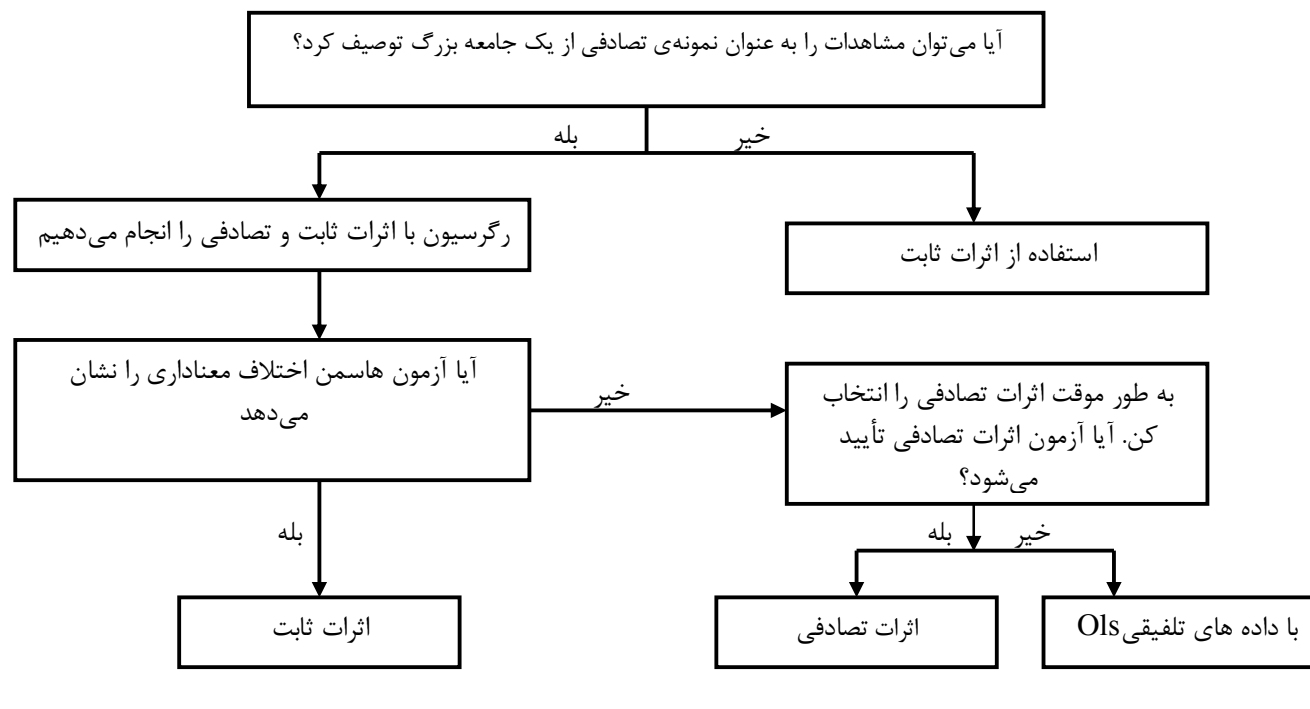 آیا می‌توان مشاهدات را به عنوان نمونه‌ی تصادفی از یک جامعه بزرگ توصیف کرد؟
خیر
بله
رگرسیون با اثرات ثابت و تصادفی را انجام می‌دهیم
استفاده از اثرات ثابت
آیا آزمون هاسمن اختلاف معناداری را نشان
می‌دهد
خیر
به طور موقت اثرات تصادفی را انتخاب
کن. آیا آزمون اثرات تصادفی تأیید
می‌شود؟
بله
خیر
بله
اثرات ثابت
اثرات تصادفی
با داده های تلفیقیOls